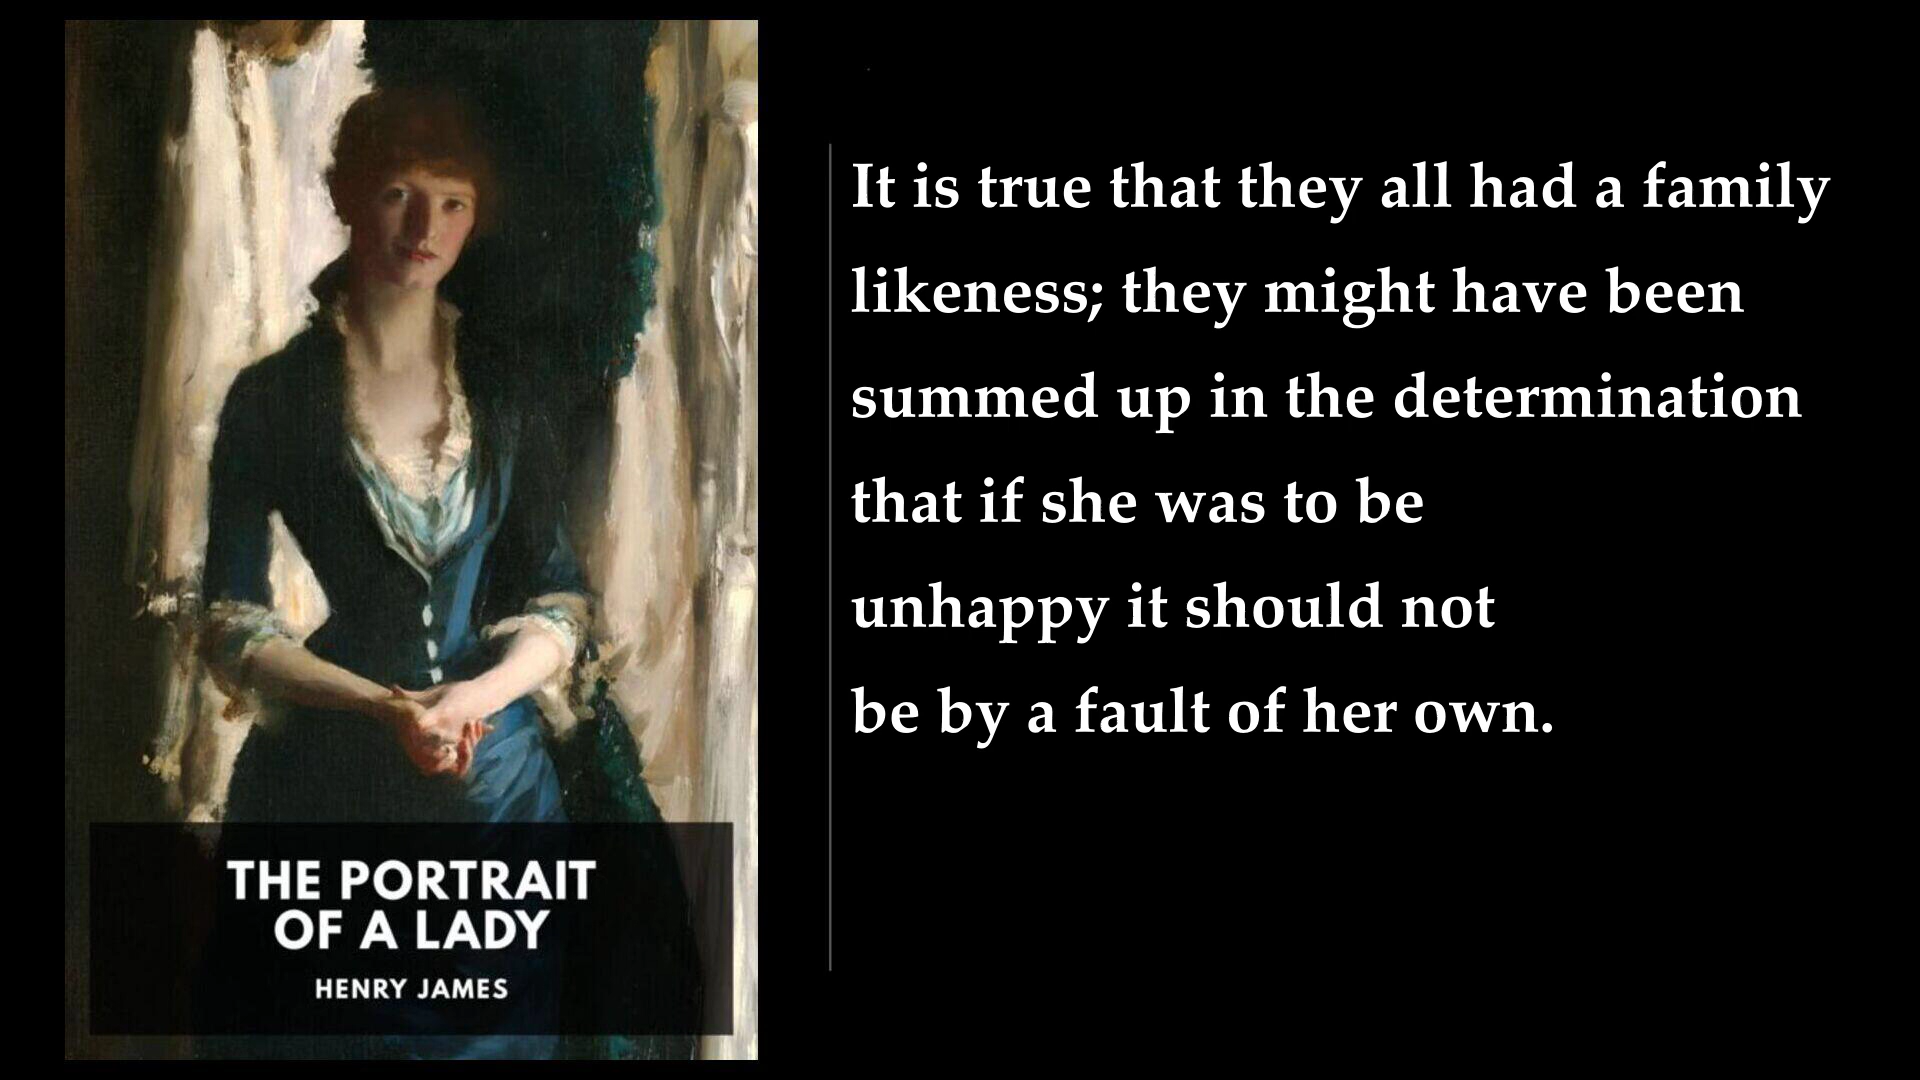 THE PORTRAIT
OF A LADY
HENRY JAMES
It is true that they all had a family
likeness; they might have been
summed up in the determination
that if she was to be
unhappy it should not
be by a fault of her own.